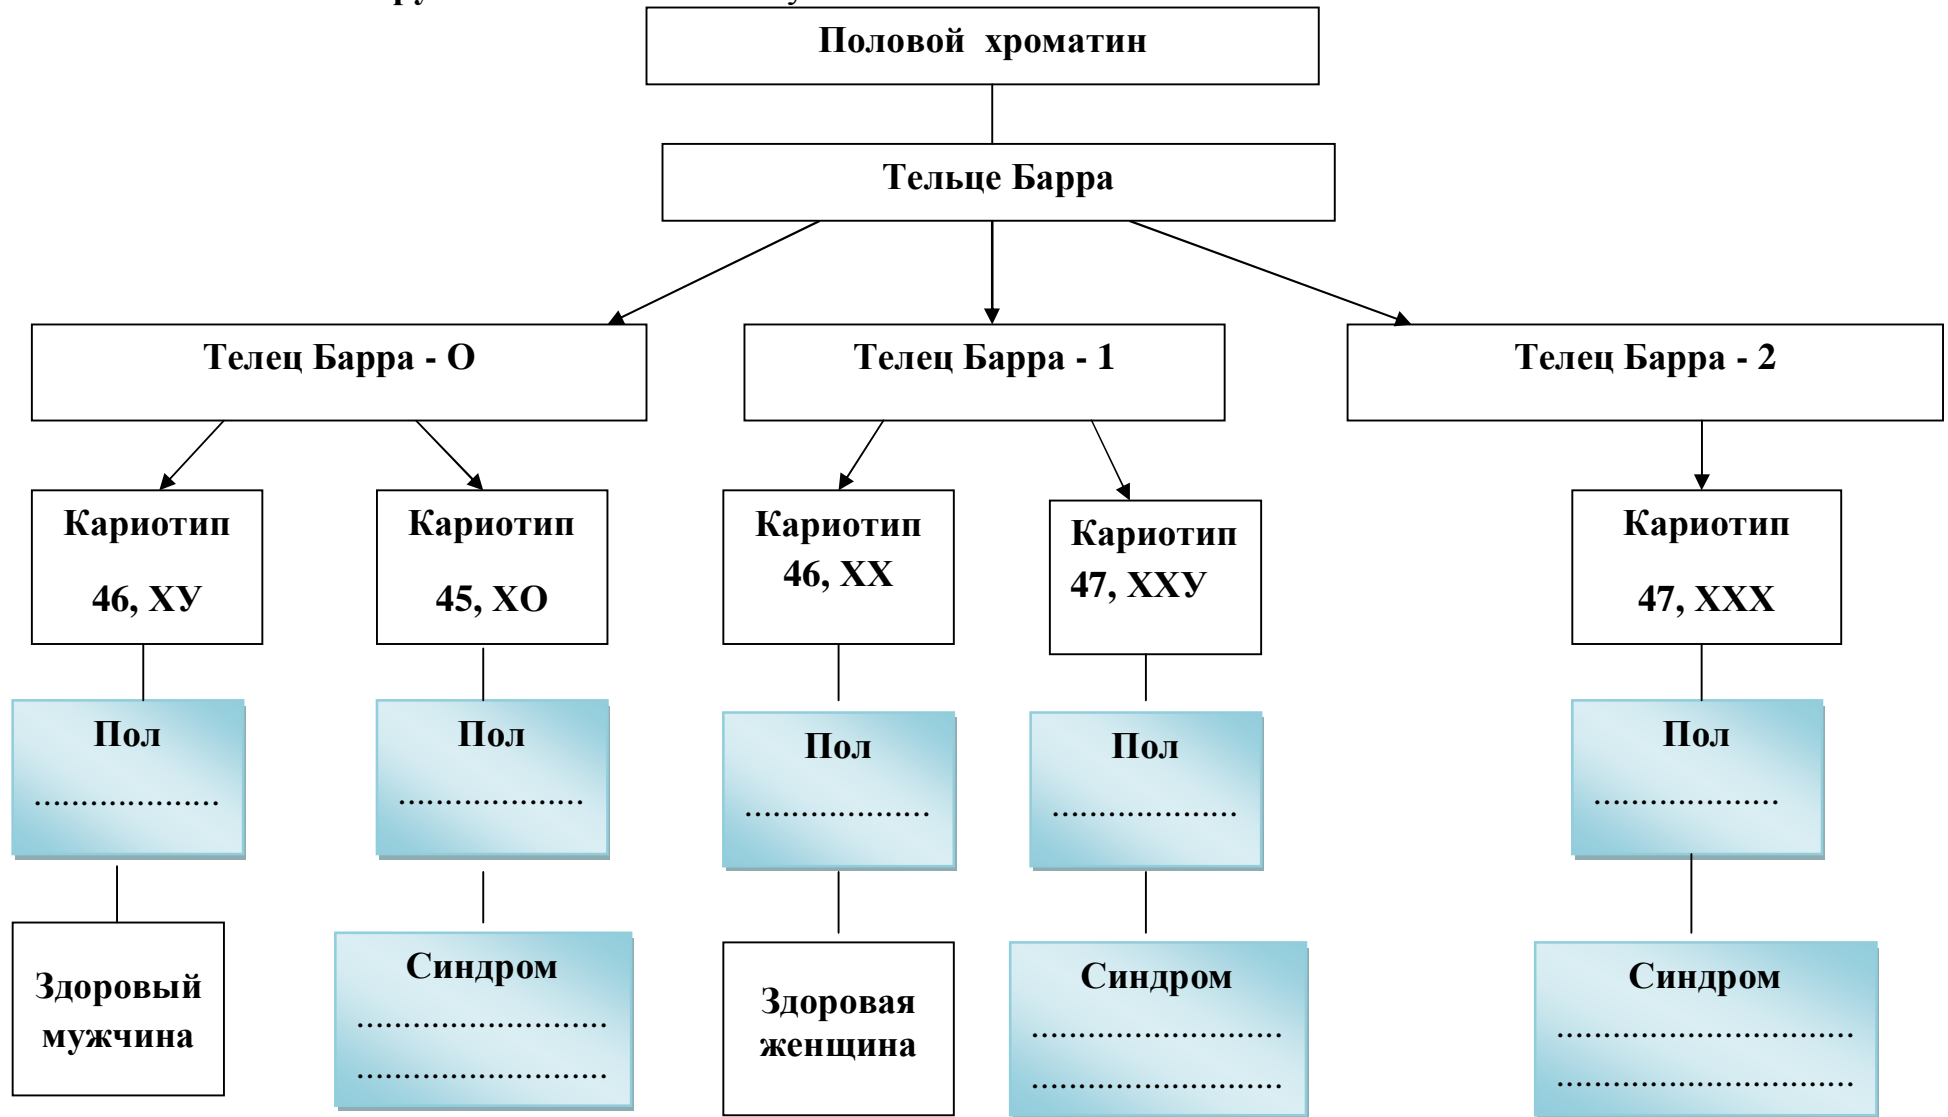 Половой хроматин
Тельце Барра
Телец Барра - О
Телец Барра - 1
Телец Барра - 2
Кариотип
46, ХУ
Кариотип
45, ХО
Кариотип
46, ХХ
Кариотип
47, ХХУ
Кариотип
47, ХХХ
Пол
....................
Пол
....................
Пол
....................
Пол
....................
Пол
....................
Здоровый
мужчина
Синдром
...........................
...........................
Здоровая
женщина
Синдром
...........................
...........................
Синдром
................................
................................